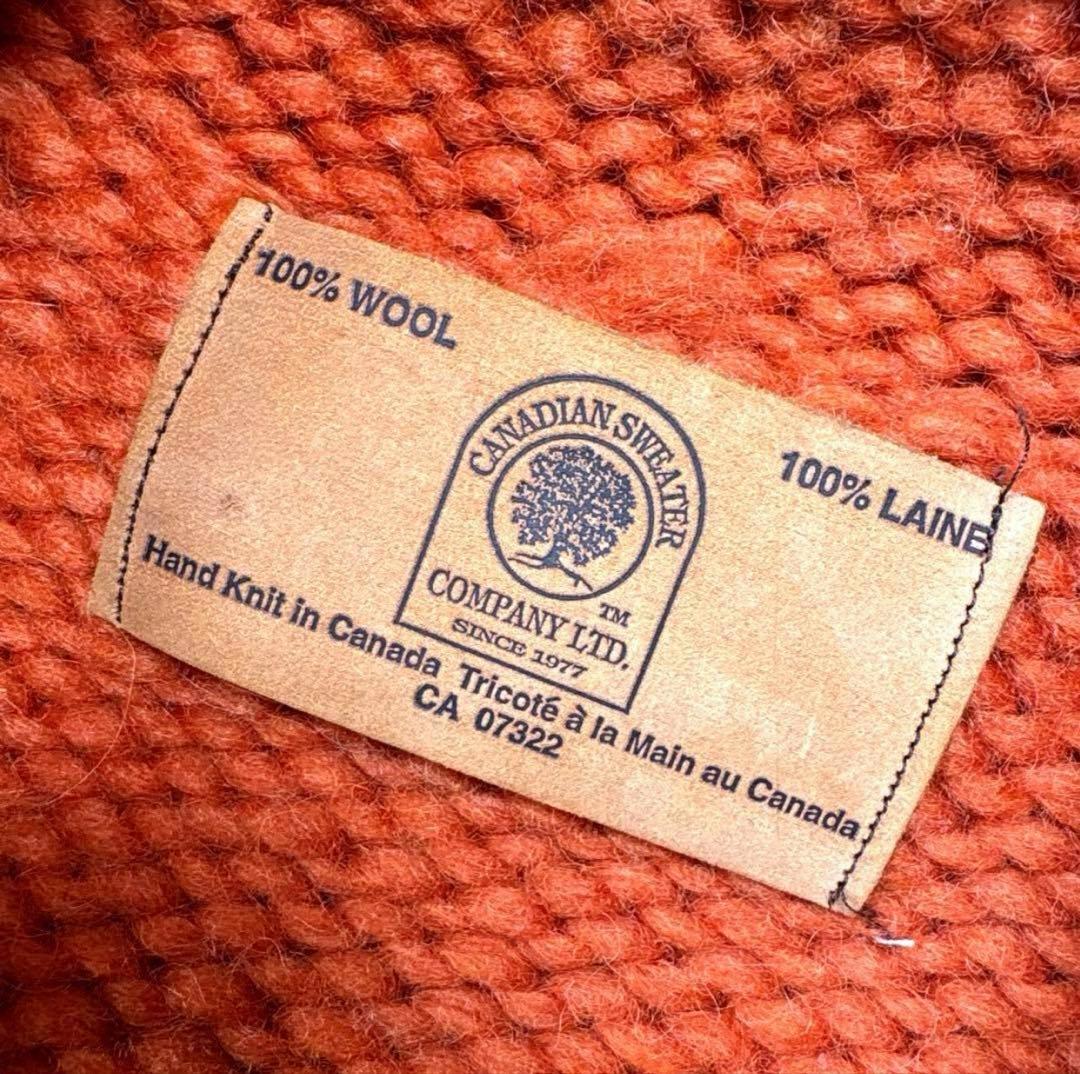 100% WOOL
100% LAINE
CANADIAN SWEATER
COMPANY LTD.
TM
SINCE 1977
Hand Knit in Canada Tricoté à la Main au Canada
CA 07322